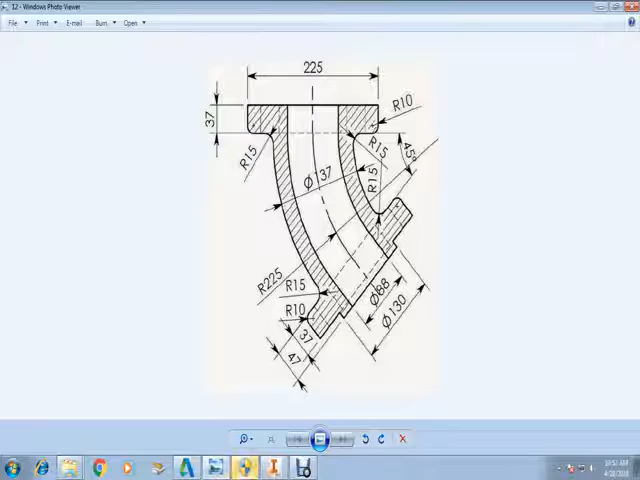 12 - Windows Photo Viewer
File Print E-mail Burn Open
225
37
R10
R15
R15
45°
Ø137
R15
R225
R15
Ø88
R10
Ø130
37
47
10:52 AM
4/20/2018